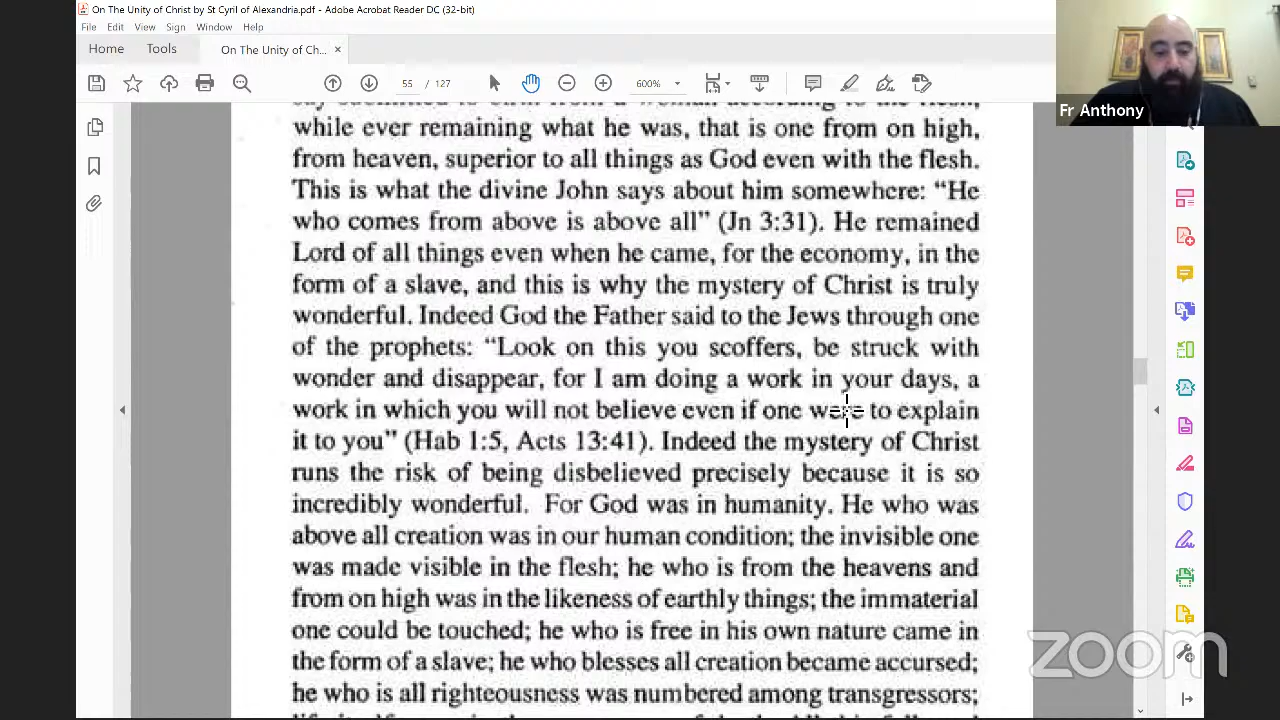 On The Unity of Christ by St Cyril of Alexandria.pdf - Adobe Acrobat Reader DC (32-bit)
File Edit View Sign Window Help
Home Tools On The Unity of Ch... ×
55 / 127 600%
Fr Anthony
say submitted to birth from a woman according to the flesh,
while ever remaining what he was, that is one from on high,
from heaven, superior to all things as God even with the flesh.
This is what the divine John says about him somewhere: “He
who comes from above is above all” (Jn 3:31). He remained
Lord of all things even when he came, for the economy, in the
form of a slave, and this is why the mystery of Christ is truly
wonderful. Indeed God the Father said to the Jews through one
of the prophets: “Look on this you scoffers, be struck with
wonder and disappear, for I am doing a work in your days, a
work in which you will not believe even if one were to explain
it to you” (Hab 1:5, Acts 13:41). Indeed the mystery of Christ
runs the risk of being disbelieved precisely because it is so
incredibly wonderful. For God was in humanity. He who was
above all creation was in our human condition; the invisible one
was made visible in the flesh; he who is from the heavens and
from on high was in the likeness of earthly things; the immaterial
one could be touched; he who is free in his own nature came in
the form of a slave; he who blesses all creation became accursed;
he who is all righteousness was numbered among transgressors;
zoom